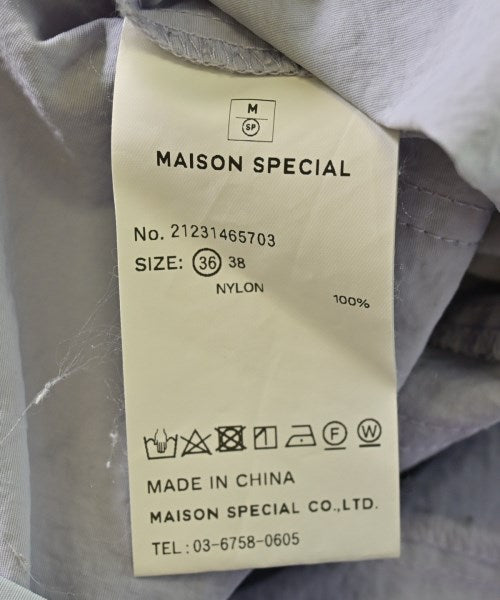 M
SP
MAISON SPECIAL
No. 21231465703
SIZE: 36 38
NYLON
100%
F W
MADE IN CHINA
MAISON SPECIAL CO.,LTD.
TEL : 03-6758-0605